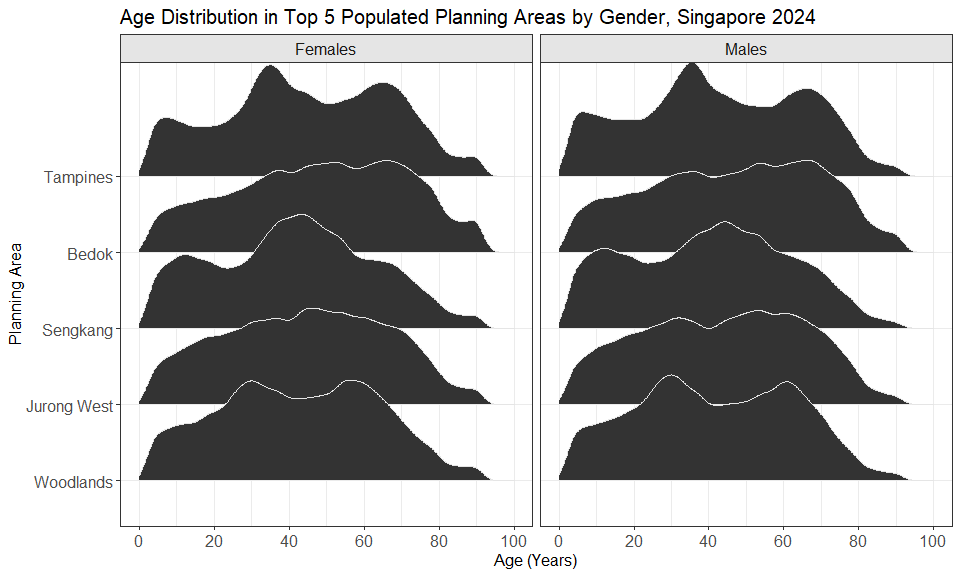 Age Distribution in Top 5 Populated Planning Areas by Gender, Singapore 2024
Females
Males
Planning Area
Tampines
Bedok
Sengkang
Jurong West
Woodlands
0 20 40 60 80 100
0 20 40 60 80 100
Age (Years)